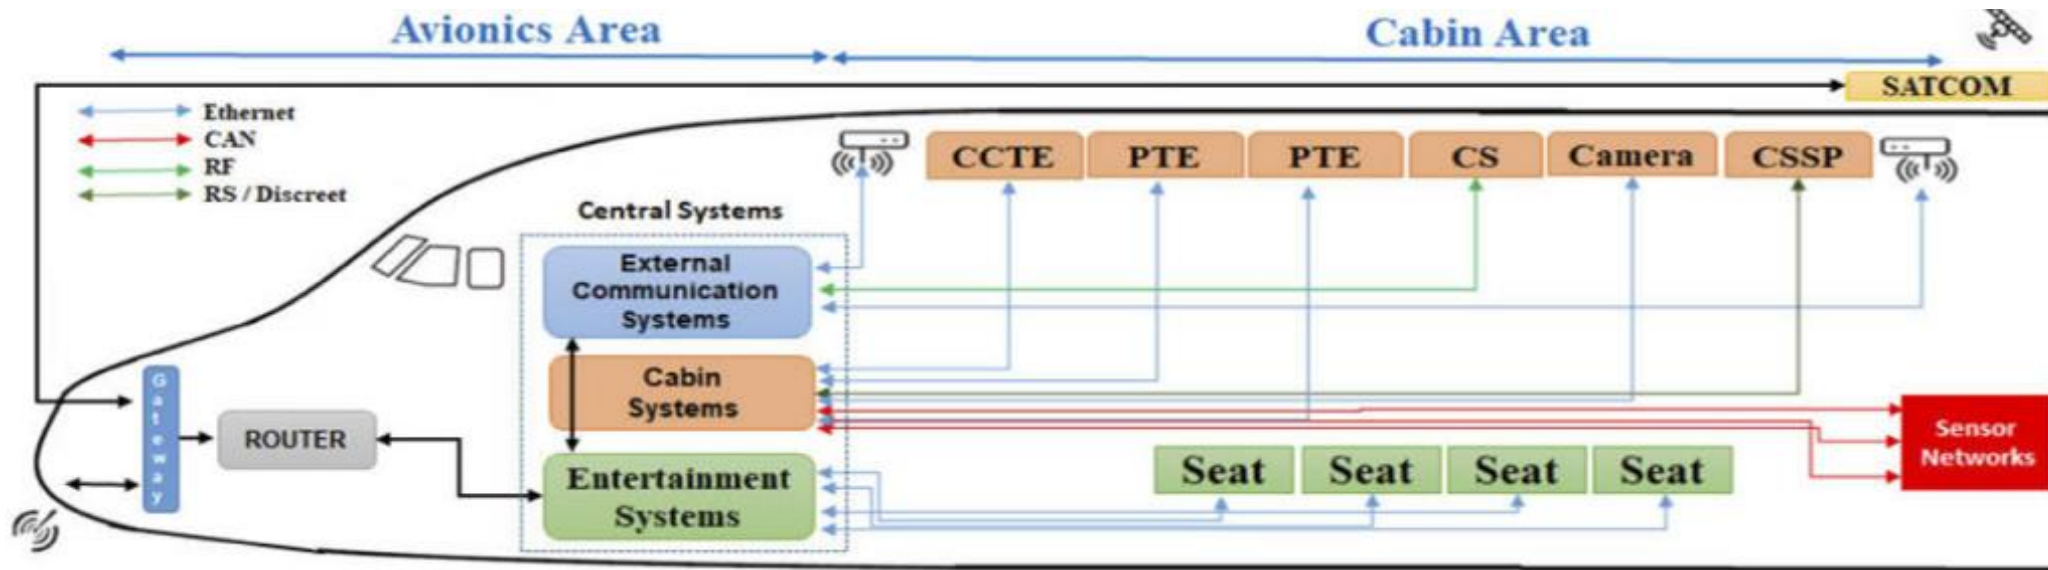 Avionics Area
Cabin Area
SATCOM
Ethernet
CAN
RF
RS / Discreet
CCTE
PTE
PTE
CS
Camera
CSSP
Central Systems
External
Communication
Systems
Cabin
Systems
Gateway
ROUTER
Entertainment
Systems
Seat
Seat
Seat
Seat
Sensor
Networks